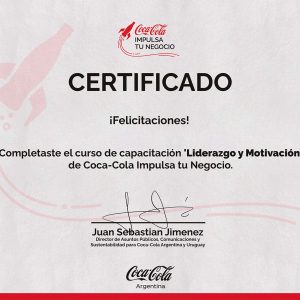 Coca-Cola
IMPULSA
TU NEGOCIO
CERTIFICADO
¡Felicitaciones!
Completaste el curso de capacitación 'Liderazgo y Motivación
de Coca-Cola Impulsa tu Negocio.
Juan Sebastian Jimenez
Director de Asuntos Públicos, Comunicaciones y
Sustentabilidad para Coca-Cola Argentina y Uruguay
Coca-Cola
Argentina